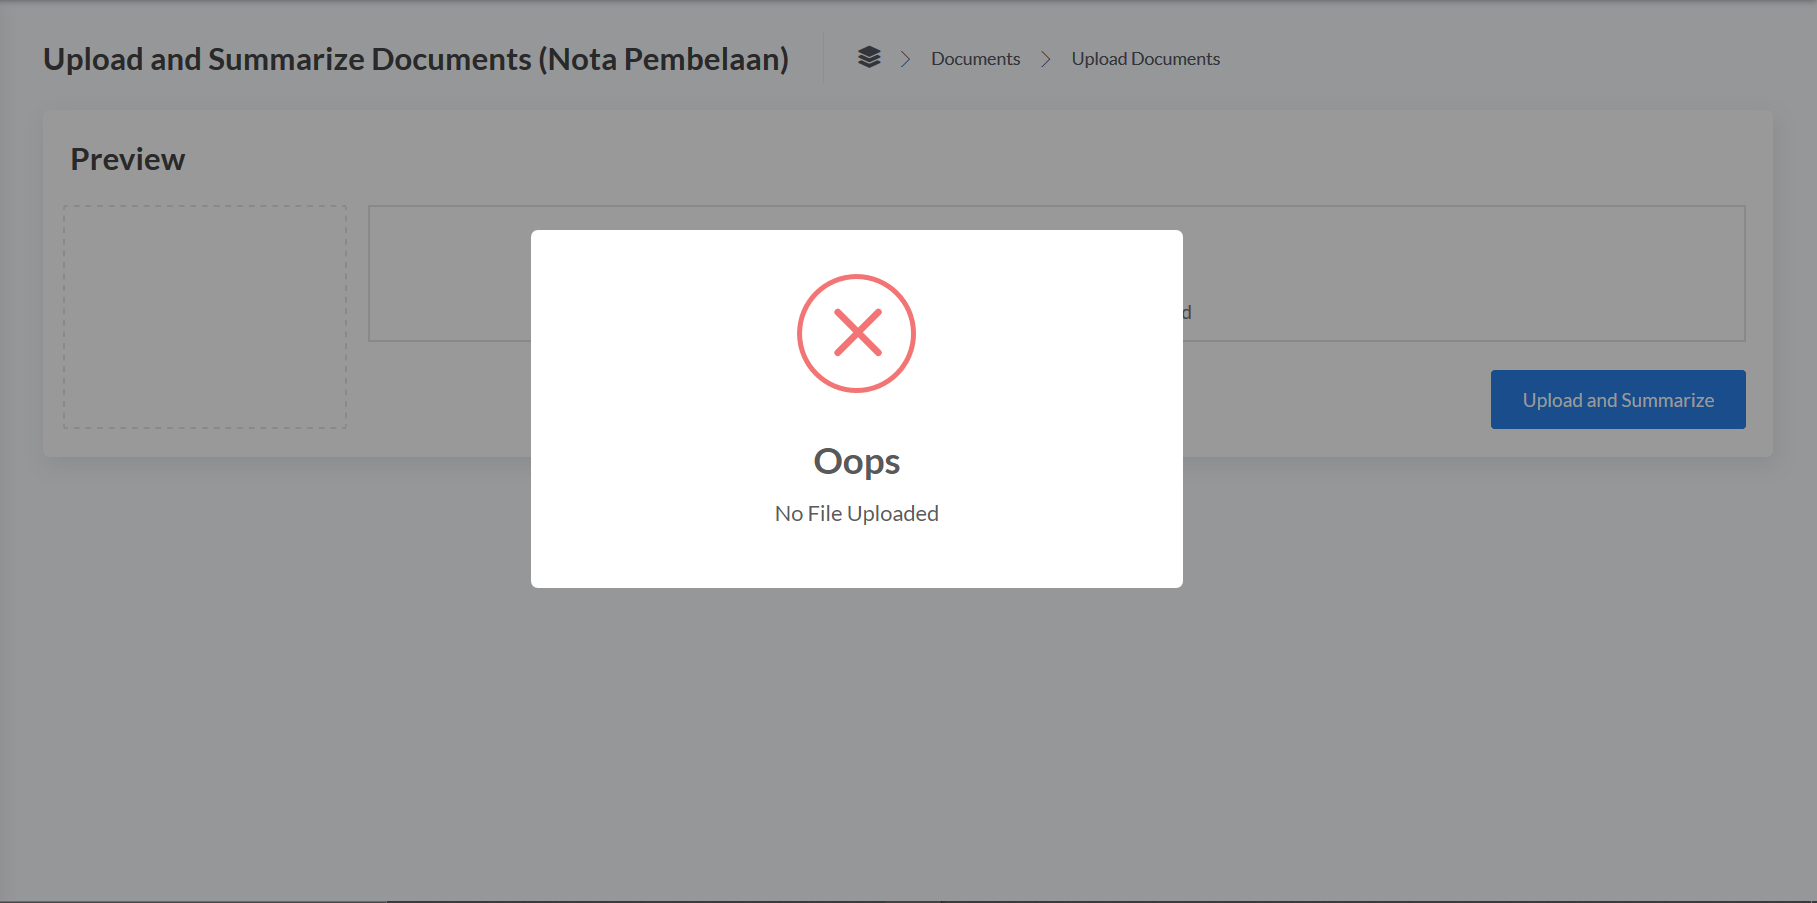 Upload and Summarize Documents (Nota Pembelaan)
Documents
Upload Documents
Preview
Upload and Summarize
Oops
No File Uploaded